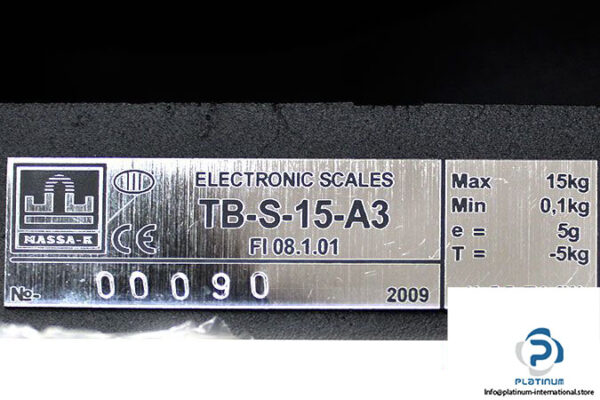 ELECTRONIC SCALES
TB-S-15-A3
FI 08.1.01
MASSA-K
CE
№- 00090
2009
Max 15kg
Min 0,1kg
e = 5g
T = -5kg
PLATINUM
info@platinum-international.store